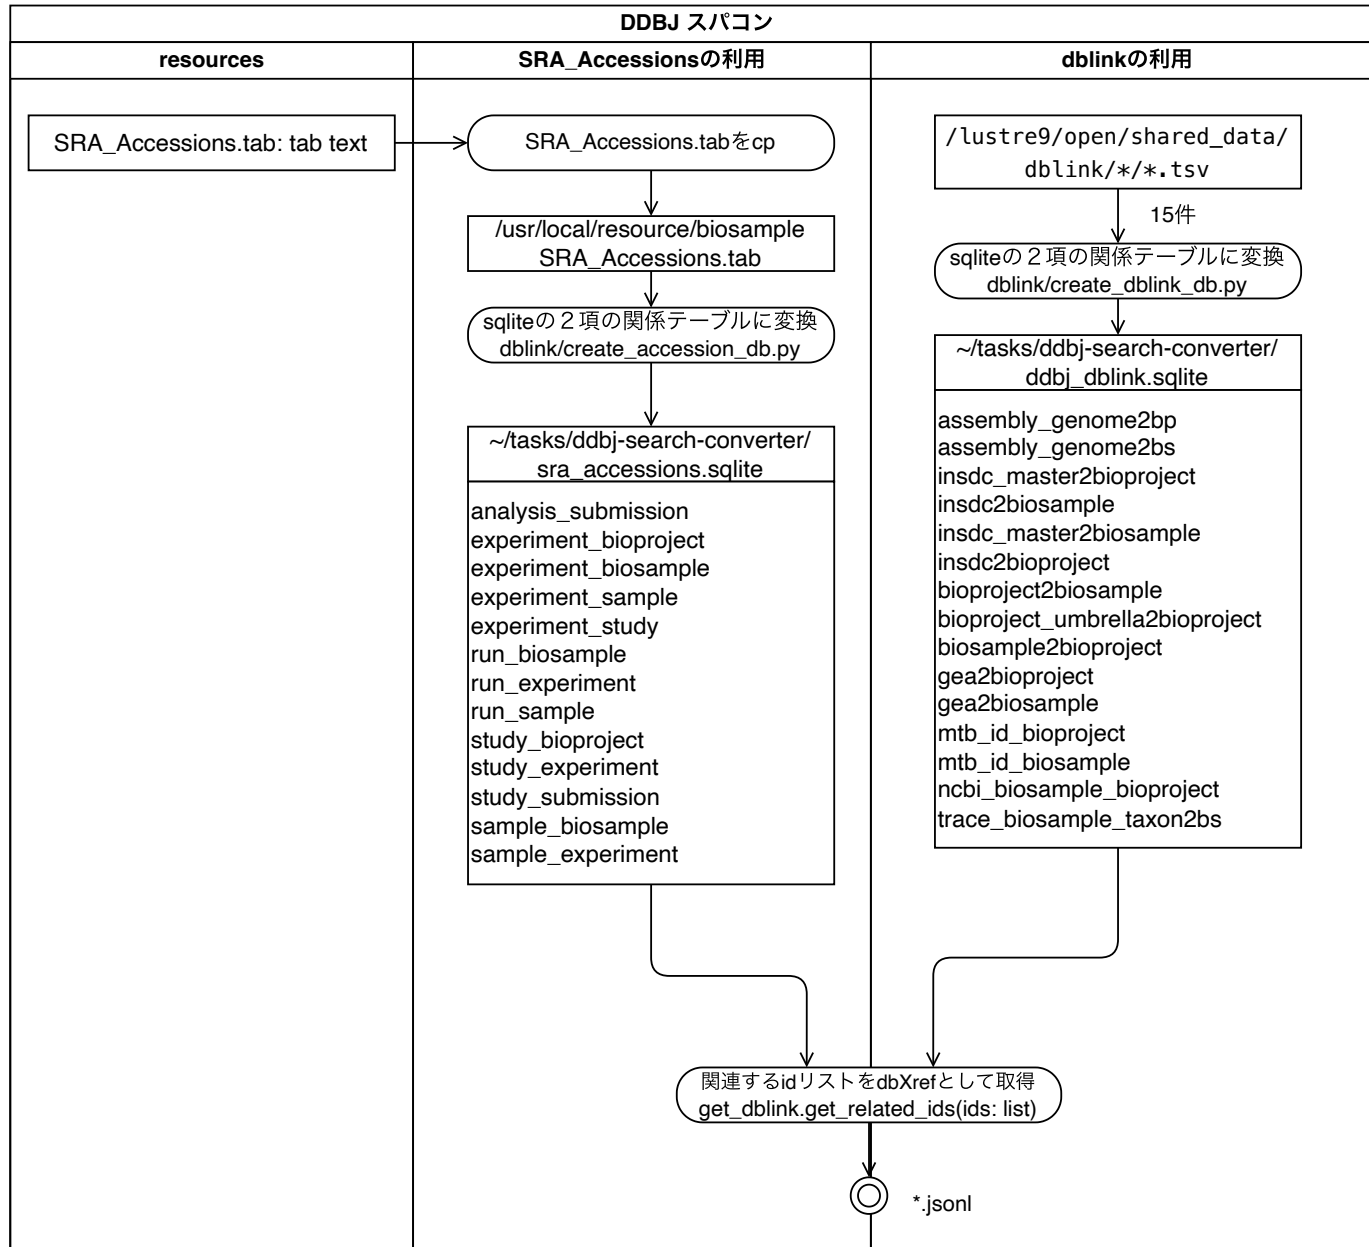 DDBJ スパコン
resources
SRA_Accessionsの利用
dblinkの利用
SRA_Accessions.tab: tab text
SRA_Accessions.tabをcp
/usr/local/resource/biosample
SRA_Accessions.tab
sqliteの２項の関係テーブルに変換
dblink/create_accession_db.py
~/tasks/ddbj-search-converter/
sra_accessions.sqlite
analysis_submission
experiment_bioproject
experiment_biosample
experiment_sample
experiment_study
run_biosample
run_experiment
run_sample
study_bioproject
study_experiment
study_submission
sample_biosample
sample_experiment
/lustre9/open/shared_data/
dblink/*/*.tsv
15件
sqliteの２項の関係テーブルに変換
dblink/create_dblink_db.py
~/tasks/ddbj-search-converter/
ddbj_dblink.sqlite
assembly_genome2bp
assembly_genome2bs
insdc_master2bioproject
insdc2biosample
insdc_master2biosample
insdc2bioproject
bioproject2biosample
bioproject_umbrella2bioproject
biosample2bioproject
gea2bioproject
gea2biosample
mtb_id_bioproject
mtb_id_biosample
ncbi_biosample_bioproject
trace_biosample_taxon2bs
関連するidリストをdbXrefとして取得
get_dblink.get_related_ids(ids: list)
*.jsonl